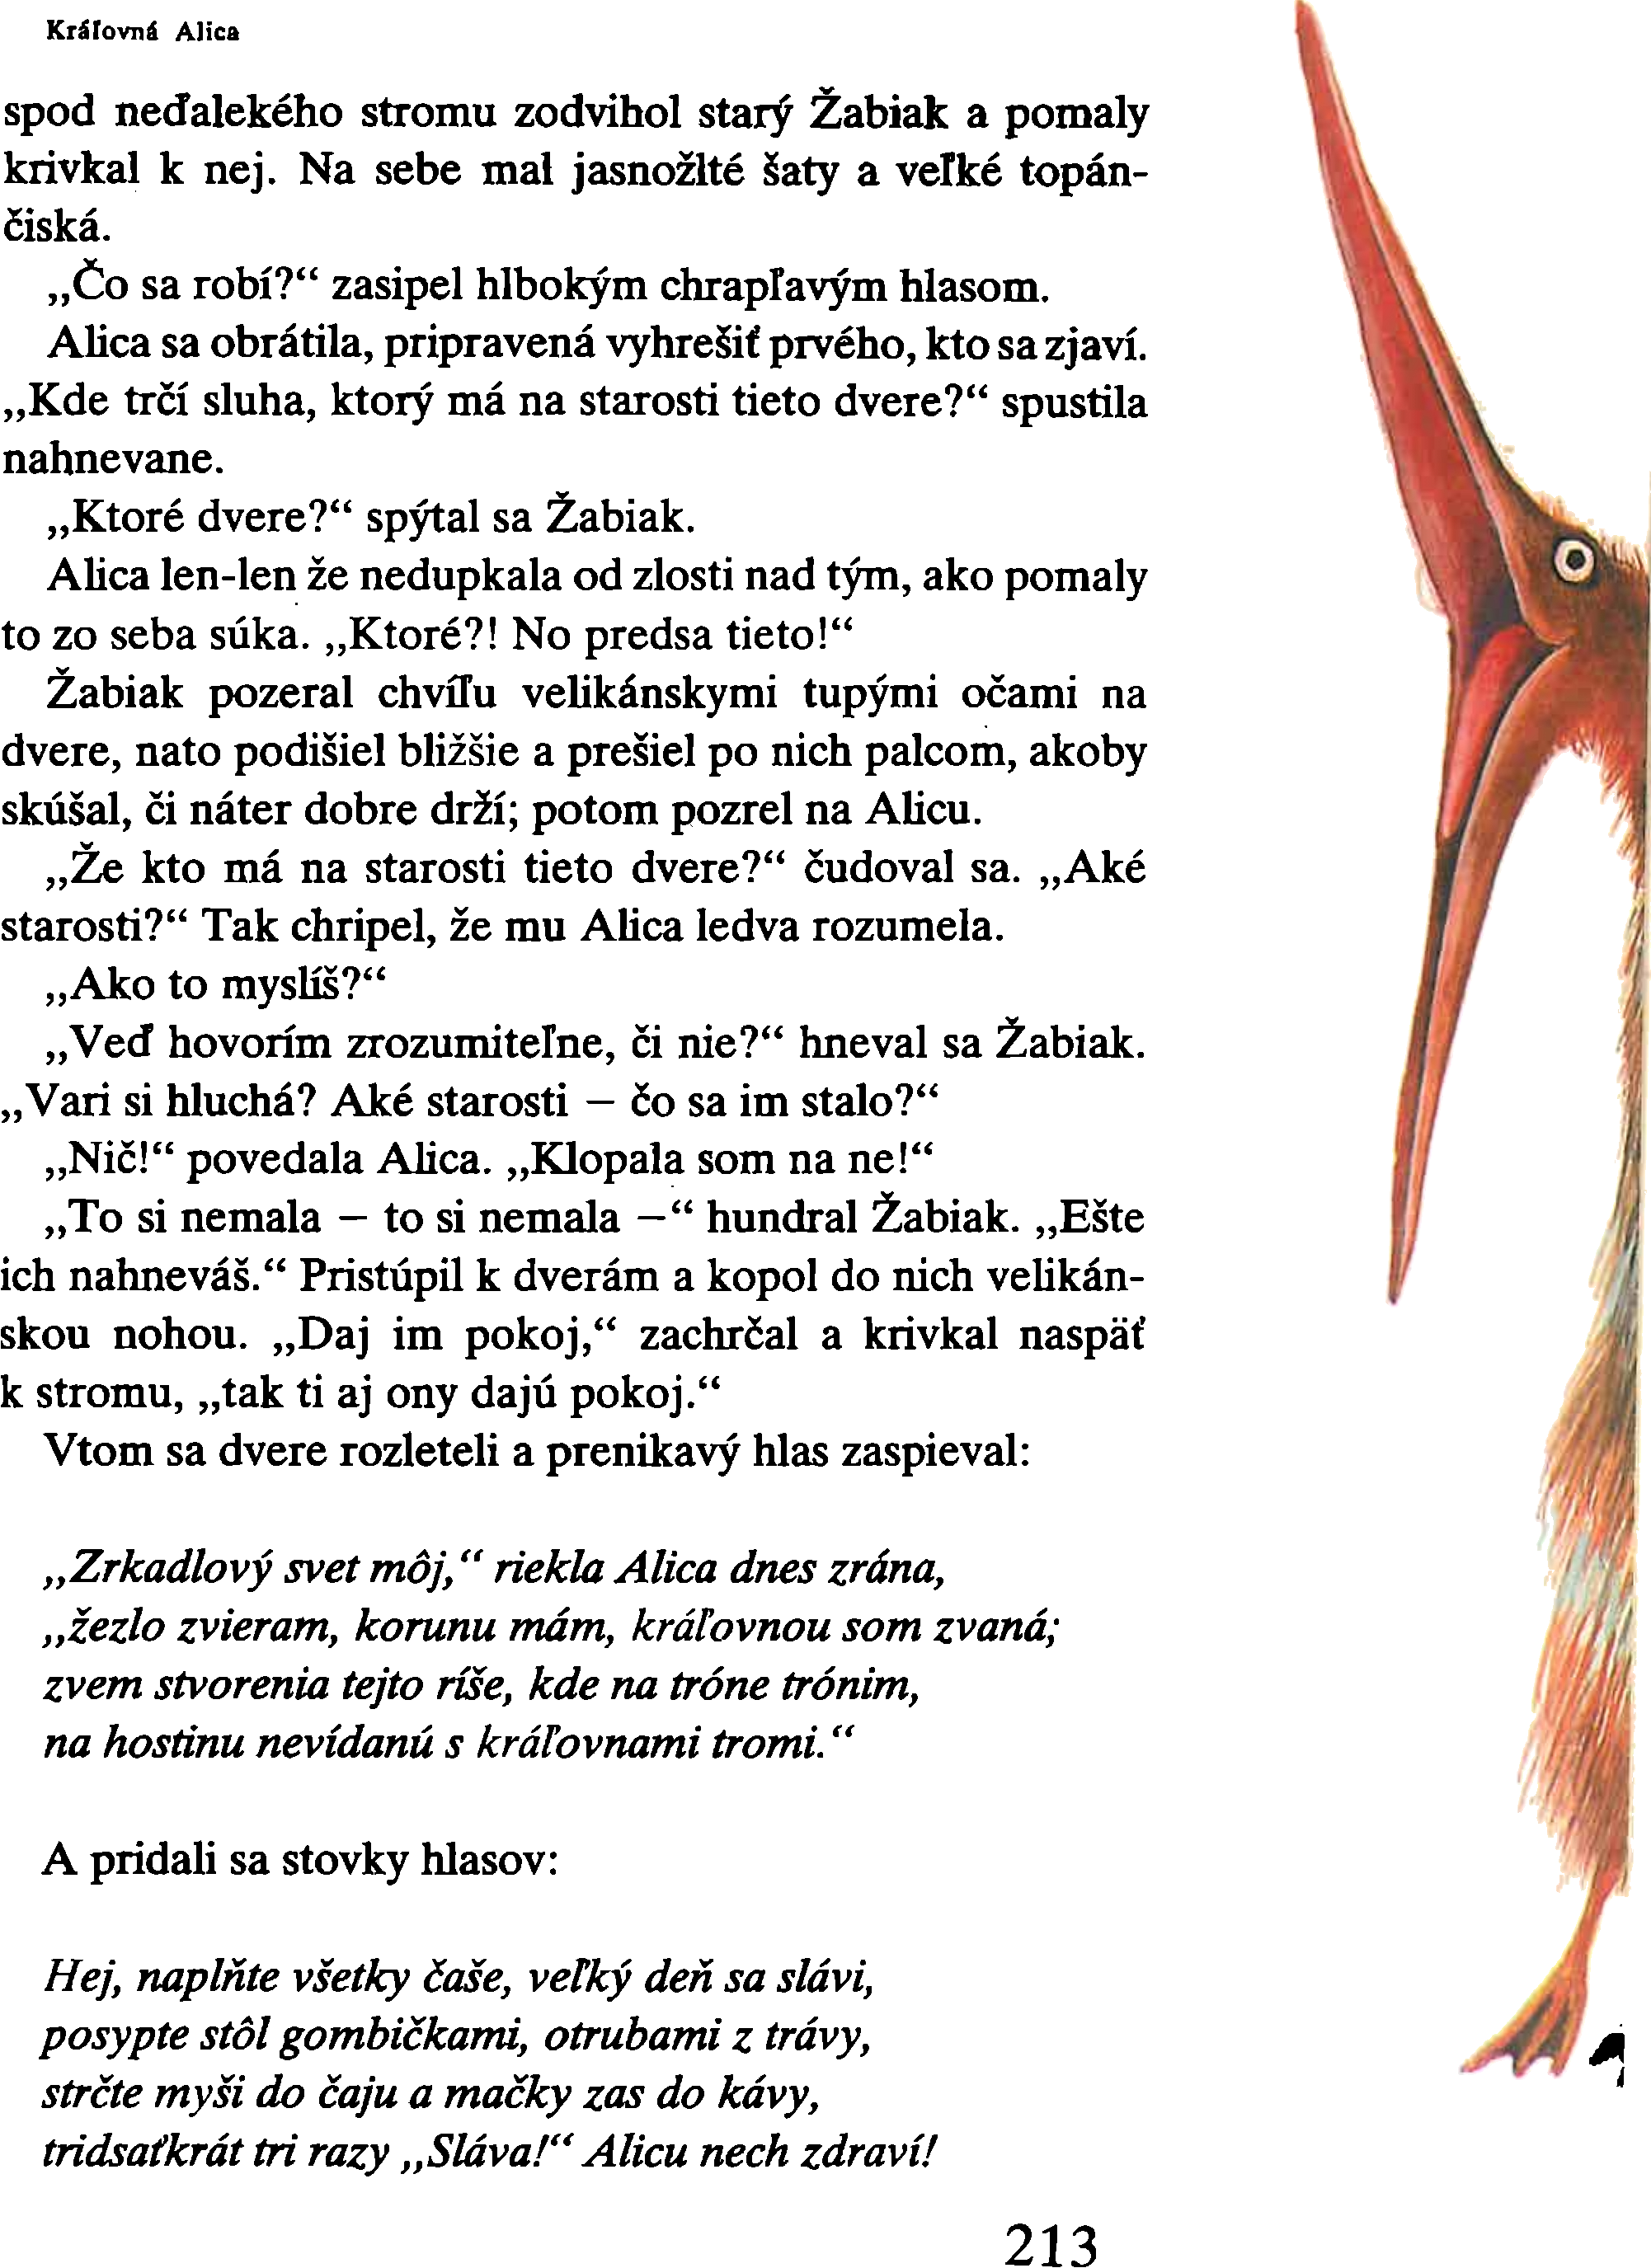 Kráľovná Alica
spod neďalekého stromu zodvihol starý Žabiak a pomaly
krivkal k nej. Na sebe mal jasnožlté šaty a veľké topán-
čiská.
„Čo sa robí?“ zasipel hlbokým chrapľavým hlasom.
Alica sa obrátila, pripravená vyhrešiť prvého, kto sa zjaví.
„Kde trčí sluha, ktorý má na starosti tieto dvere?“ spustila
nahnevane.
„Ktoré dvere?“ spýtal sa Žabiak.
Alica len-len že nedupkala od zlosti nad tým, ako pomaly
to zo seba súka. „Ktoré?! No predsa tieto!“
Žabiak pozeral chvíľu velikánskymi tupými očami na
dvere, nato podišiel bližšie a prešiel po nich palcom, akoby
skúšal, či náter dobre drží; potom pozrel na Alicu.
„Že kto má na starosti tieto dvere?“ čudoval sa. „Aké
starosti?“ Tak chripel, že mu Alica ledva rozumela.
„Ako to myslíš?“
„Veď hovorím zrozumiteľne, či nie?“ hneval sa Žabiak.
„Vari si hluchá? Aké starosti – čo sa im stalo?“
„Nič!“ povedala Alica. „Klopala som na ne!“
„To si nemala – to si nemala –“ hundral Žabiak. „Ešte
ich nahneváš.“ Pristúpil k dverám a kopol do nich velikán-
skou nohou. „Daj im pokoj,“ zachrčal a krivkal naspäť
k stromu, „tak ti aj ony dajú pokoj.“
Vtom sa dvere rozleteli a prenikavý hlas zaspieval:
„Zrkadlový svet môj,“ riekla Alica dnes zrána,
„žezlo zvieram, korunu mám, kráľovnou som zvaná;
zvem stvorenia tejto ríše, kde na tróne trónim,
na hostinu nevídanú s kráľovnami tromi.“
A pridali sa stovky hlasov:
Hej, naplňte všetky čaše, veľký deň sa slávi,
posypte stôl gombičkami, otrubami z trávy,
strčte myši do čaju a mačky zas do kávy,
tridsaťkrát tri razy „Sláva!“ Alicu nech zdraví!
213